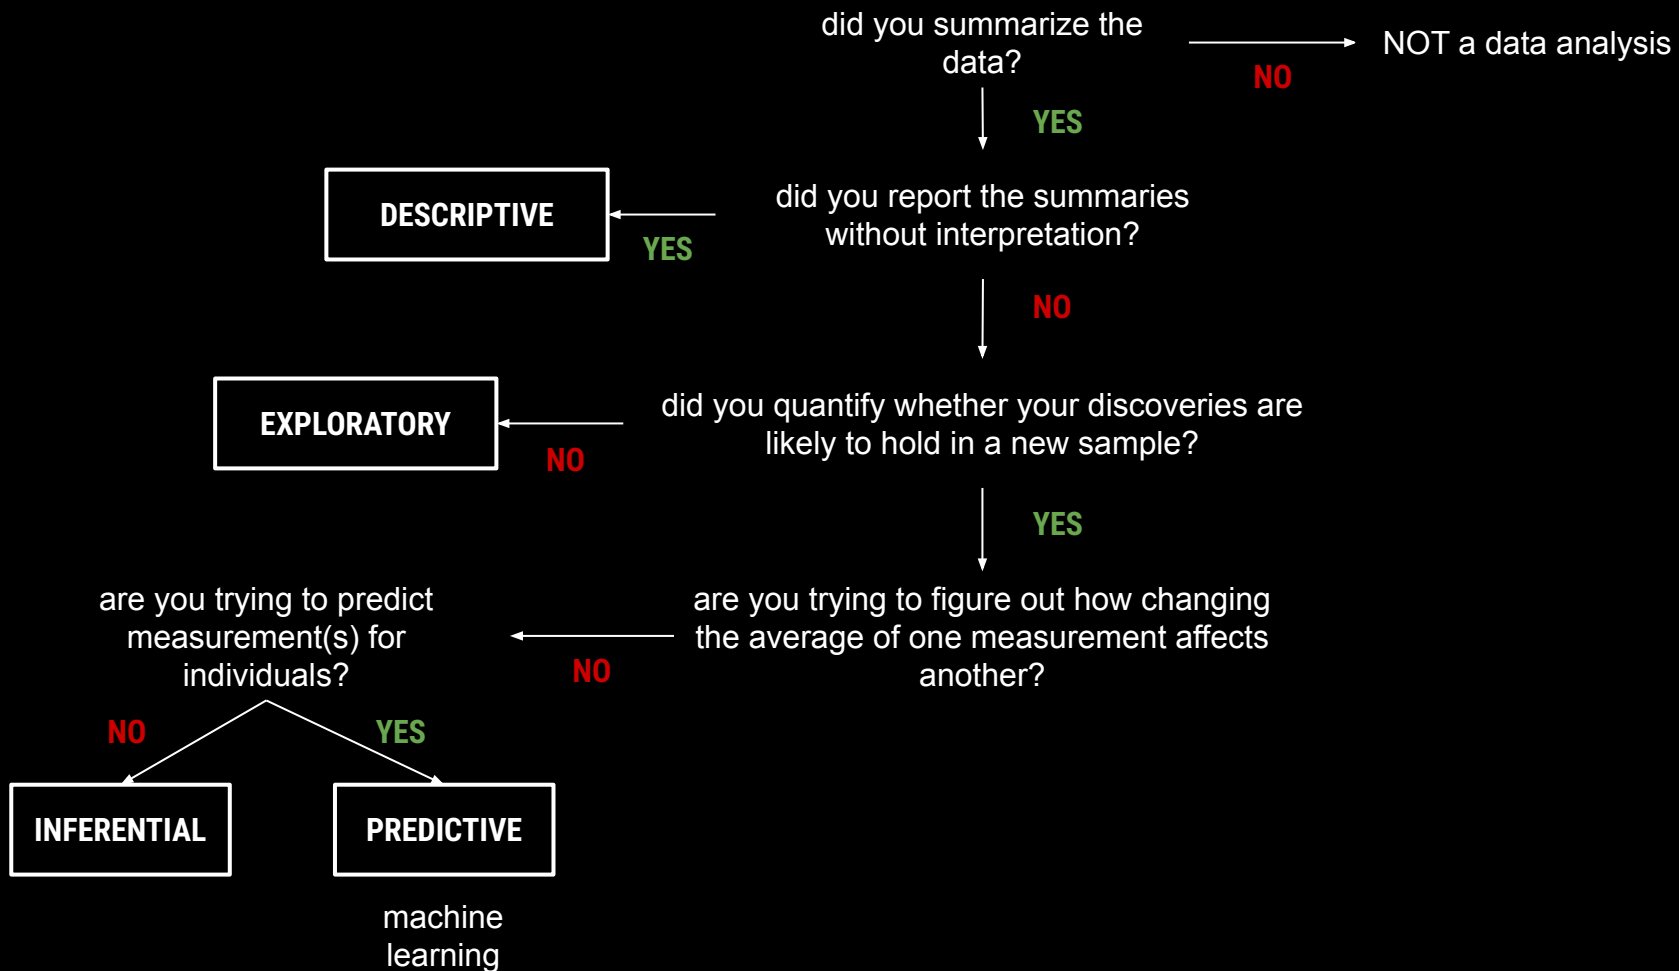 did you summarize the
data?
NOT a data analysis
NO
YES
DESCRIPTIVE
YES
did you report the summaries
without interpretation?
NO
EXPLORATORY
NO
did you quantify whether your discoveries are
likely to hold in a new sample?
YES
are you trying to figure out how changing
the average of one measurement affects
another?
NO
are you trying to predict
measurement(s) for
individuals?
NO
YES
INFERENTIAL
PREDICTIVE
machine
learning